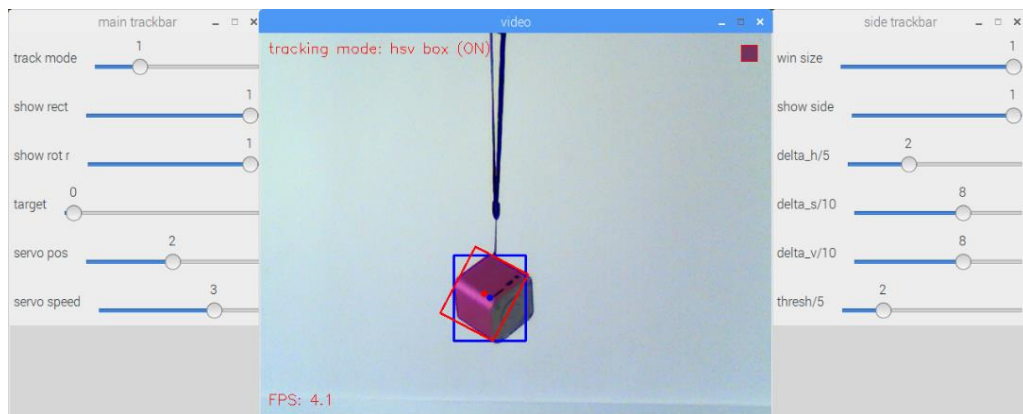 main trackbar
track mode 1
show rect 1
show rot r 1
target 0
servo pos 2
servo speed 3
video
tracking mode: hsv box (ON)
FPS: 4.1
side trackbar
win size 1
show side 1
delta_h/5 2
delta_s/10 8
delta_v/10 8
thresh/5 2